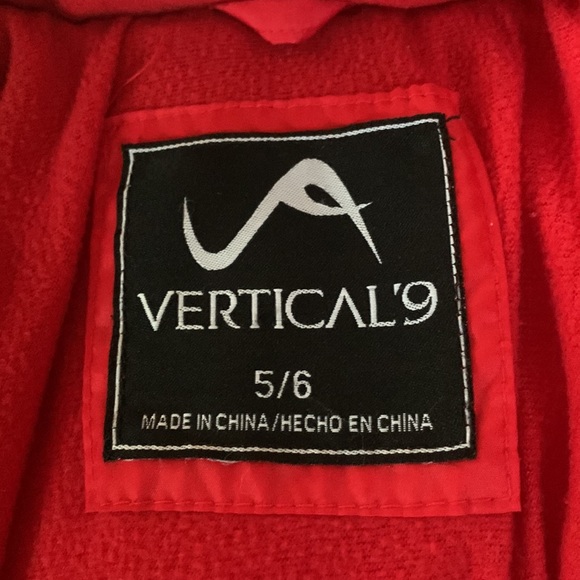 VERTICAL'9
5/6
MADE IN CHINA/HECHO EN CHINA